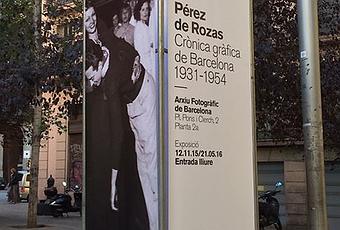 Pérez
de Rozas
Crònica gràfica
de Barcelona
1931-1954
Arxiu Fotogràfic
de Barcelona
Pl. Pons i Clerch, 2
Planta 2a
Exposició
12.11.15/21.05.16
Entrada lliure